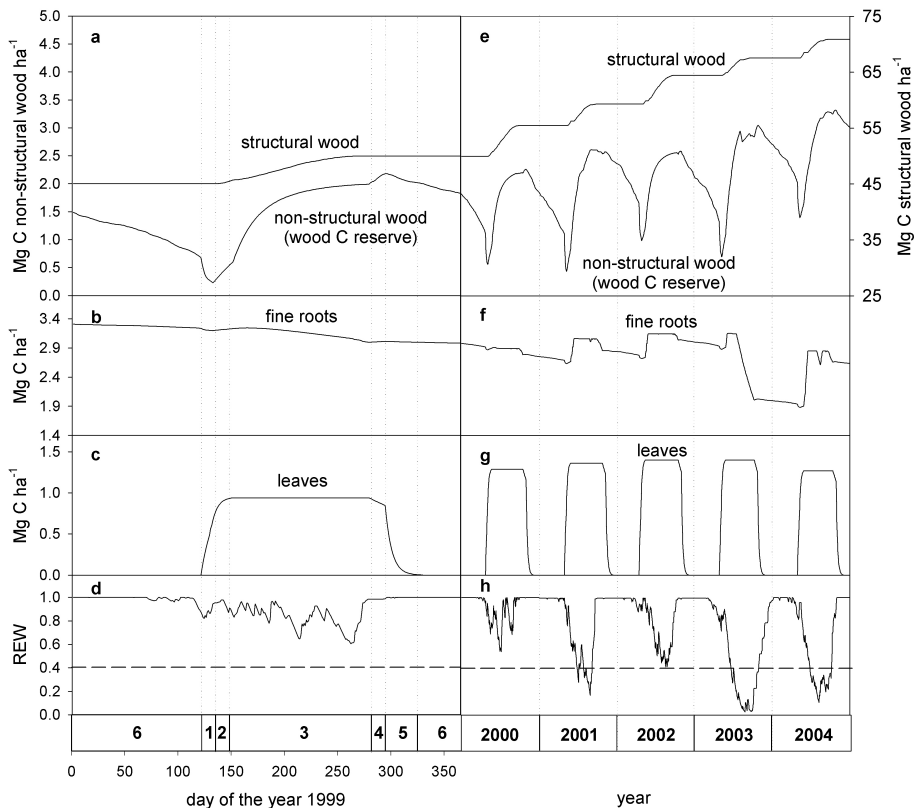 a
5.0
4.5
4.0
3.5
3.0
2.5
2.0
1.5
1.0
0.5
0.0
Mg C non-structural wood ha-1
structural wood
non-structural wood
(wood C reserve)
e
75
65
55
45
35
25
Mg C structural wood ha-1
structural wood
non-structural wood
(wood C reserve)
b
3.4
2.9
2.4
1.9
1.4
Mg C ha-1
fine roots
f
fine roots
c
1.5
1.0
0.5
0.0
Mg C ha-1
leaves
g
leaves
d
1.0
0.8
0.6
0.4
0.2
0.0
REW
h
6 1 2 3 4 5 6
2000 2001 2002 2003 2004
0 50 100 150 200 250 300 350
day of the year 1999
year